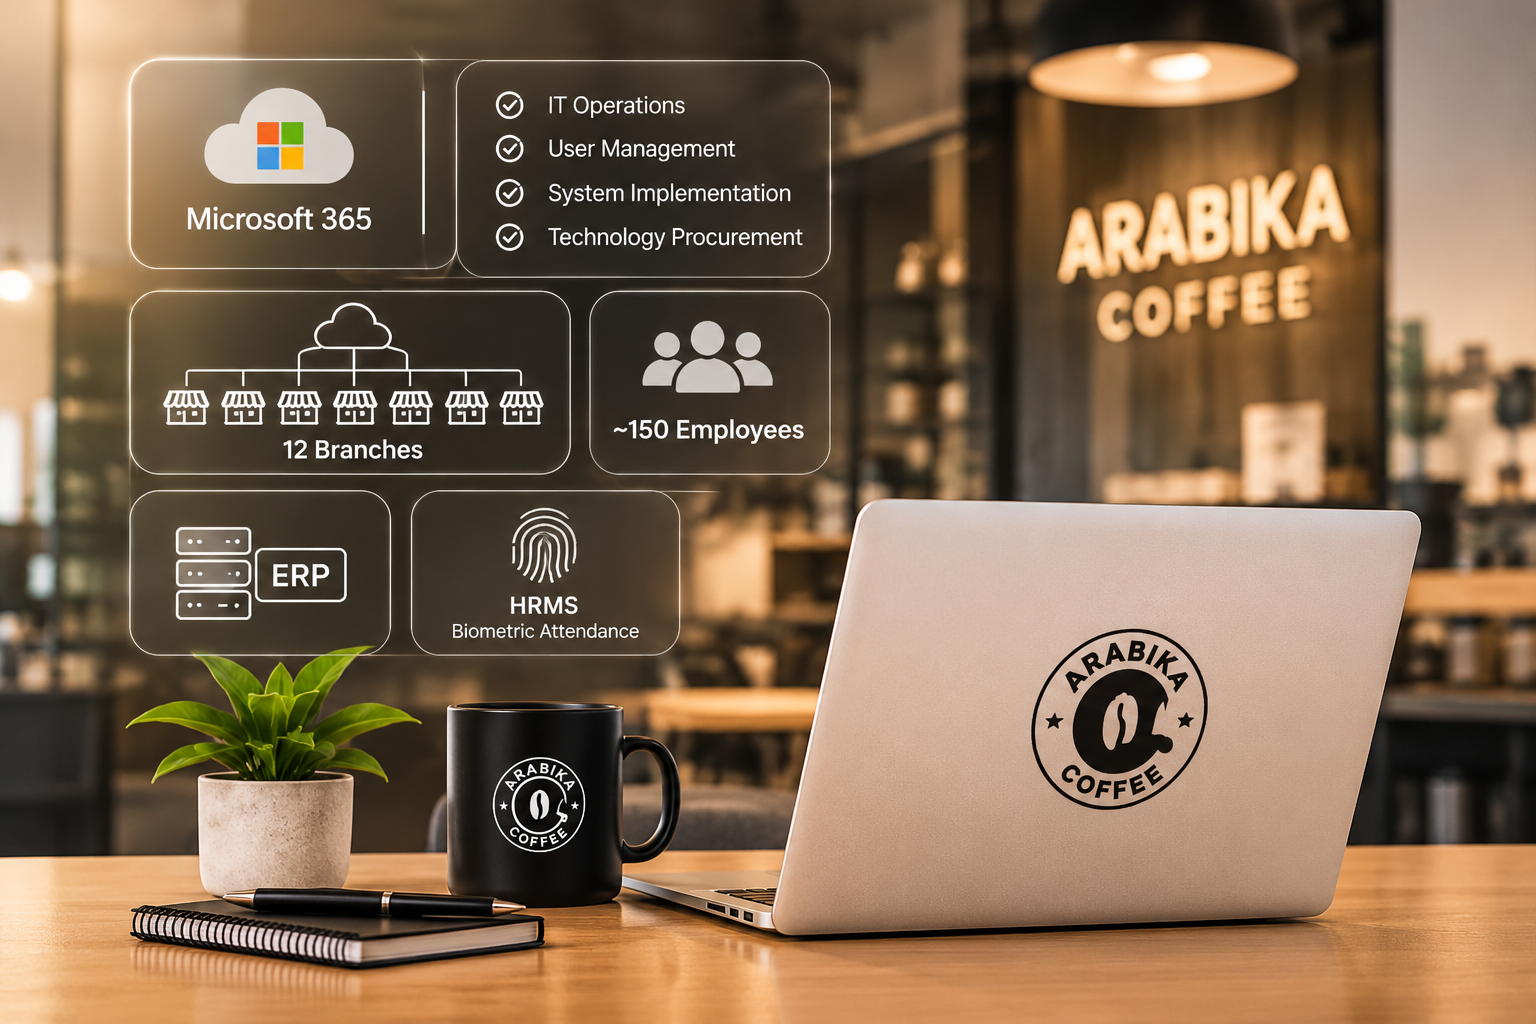 Microsoft 365
IT Operations
User Management
System Implementation
Technology Procurement
12 Branches
~150 Employees
ERP
HRMS
Biometric Attendance
ARABIKA
COFFEE
ARABIKA
COFFEE
ARABIKA
COFFEE